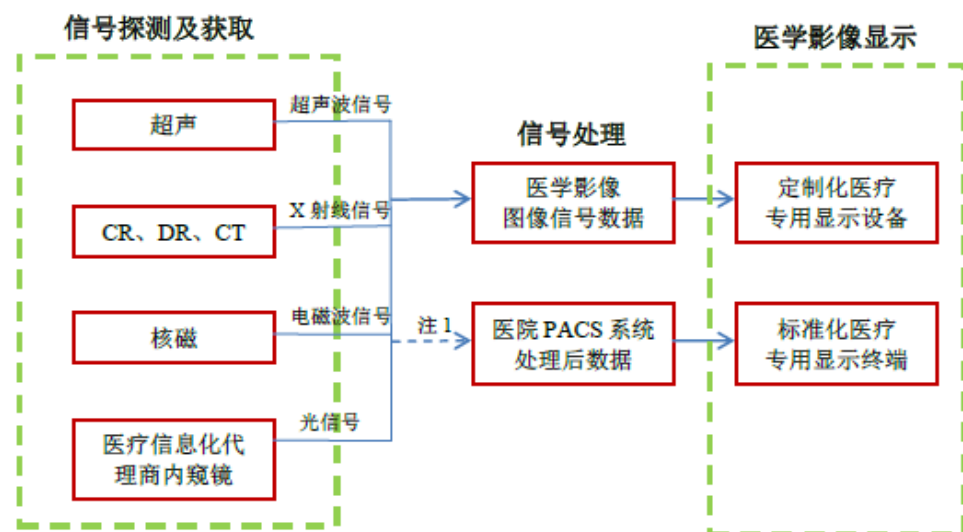 信号探测及获取
医学影像显示
超声波信号
超声
信号处理
医学影像
图像信号数据
定制化医疗
专用显示设备
X 射线信号
CR、DR、CT
电磁波信号
注 1
核磁
医院 PACS 系统
处理后数据
标准化医疗
专用显示终端
光信号
医疗信息化代
理商内窥镜